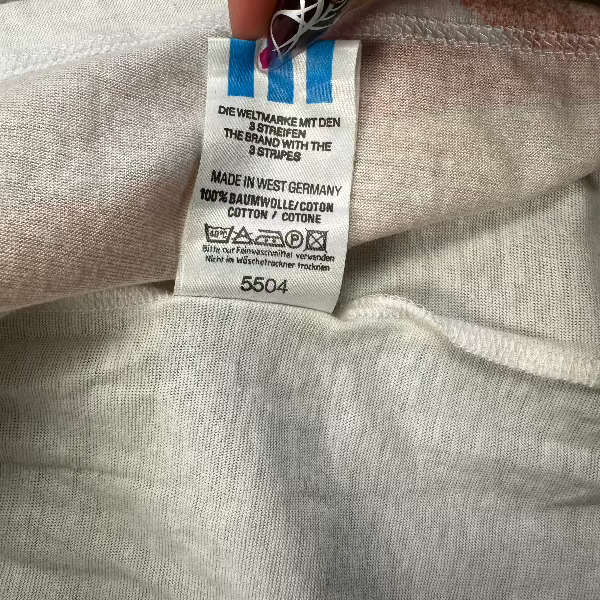 DIE WELTMARKE MIT DEN
3 STREIFEN
THE BRAND WITH THE
3 STRIPES
MADE IN WEST GERMANY
100% BAUMWOLLE/COTON
COTTON / COTONE
60° P
Bitte nur Feinwaschmittel verwenden
Nicht im Wäschetrockner trocknen
5504